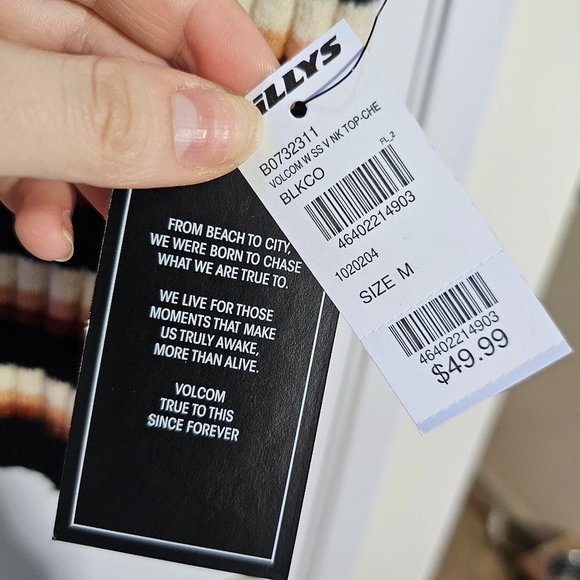 ILLYS
B0732311
VOLCOM W SS V NK TOP-CHE
BLKCO
FL_2
46402214903
1020204
SIZE M
46402214903
$49.99
FROM BEACH TO CITY,
WE WERE BORN TO CHASE
WHAT WE ARE TRUE TO.
WE LIVE FOR THOSE
MOMENTS THAT MAKE
US TRULY AWAKE,
MORE THAN ALIVE.
VOLCOM
TRUE TO THIS
SINCE FOREVER